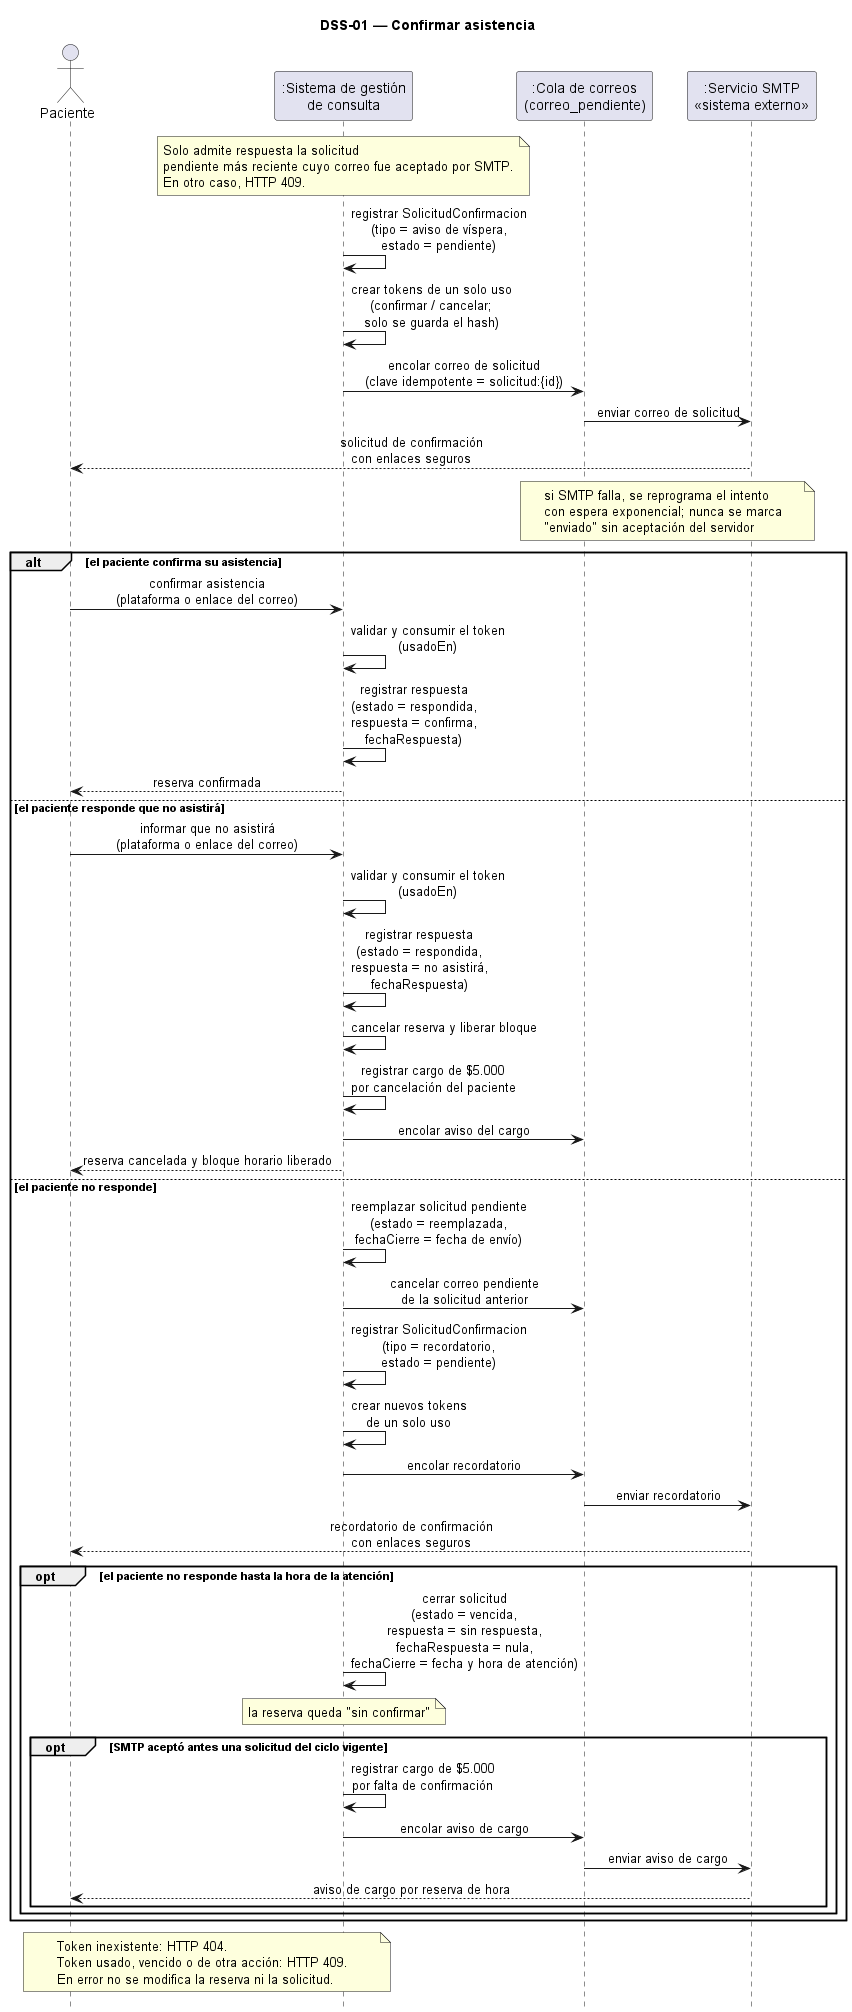 DSS-01 — Confirmar asistencia
Paciente
:Sistema de gestión
de consulta
:Cola de correos
(correo_pendiente)
:Servicio SMTP
«sistema externo»
Solo admite respuesta la solicitud
pendiente más reciente cuyo correo fue aceptado por SMTP.
En otro caso, HTTP 409.
registrar SolicitudConfirmacion
(tipo = aviso de víspera,
estado = pendiente)
crear tokens de un solo uso
(confirmar / cancelar;
solo se guarda el hash)
encolar correo de solicitud
(clave idempotente = solicitud:{id})
enviar correo de solicitud
solicitud de confirmación
con enlaces seguros
si SMTP falla, se reprograma el intento
con espera exponencial; nunca se marca
"enviado" sin aceptación del servidor
alt
[el paciente confirma su asistencia]
confirmar asistencia
(plataforma o enlace del correo)
validar y consumir el token
(usadoEn)
registrar respuesta
(estado = respondida,
respuesta = confirma,
fechaRespuesta)
reserva confirmada
[el paciente responde que no asistirá]
informar que no asistirá
(plataforma o enlace del correo)
validar y consumir el token
(usadoEn)
registrar respuesta
(estado = respondida,
respuesta = no asistirá,
fechaRespuesta)
cancelar reserva y liberar bloque
registrar cargo de $5.000
por cancelación del paciente
encolar aviso del cargo
reserva cancelada y bloque horario liberado
[el paciente no responde]
reemplazar solicitud pendiente
(estado = reemplazada,
fechaCierre = fecha de envío)
cancelar correo pendiente
de la solicitud anterior
registrar SolicitudConfirmacion
(tipo = recordatorio,
estado = pendiente)
crear nuevos tokens
de un solo uso
encolar recordatorio
enviar recordatorio
recordatorio de confirmación
con enlaces seguros
opt
[el paciente no responde hasta la hora de la atención]
cerrar solicitud
(estado = vencida,
respuesta = sin respuesta,
fechaRespuesta = nula,
fechaCierre = fecha y hora de atención)
la reserva queda "sin confirmar"
opt
[SMTP aceptó antes una solicitud del ciclo vigente]
registrar cargo de $5.000
por falta de confirmación
encolar aviso de cargo
enviar aviso de cargo
aviso de cargo por reserva de hora
Token inexistente: HTTP 404.
Token usado, vencido o de otra acción: HTTP 409.
En error no se modifica la reserva ni la solicitud.